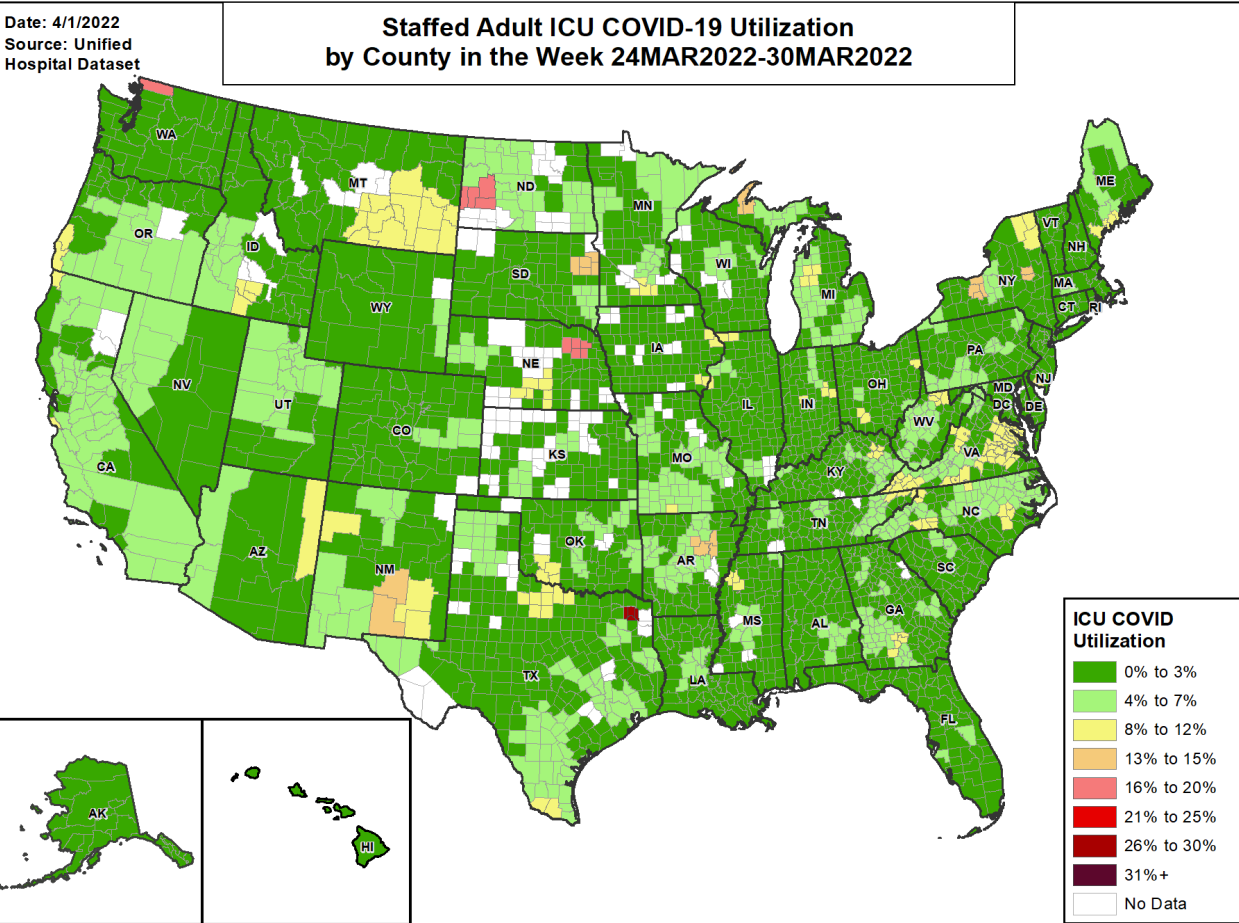 Date: 4/1/2022
Source: Unified
Hospital Dataset
Staffed Adult ICU COVID-19 Utilization
by County in the Week 24MAR2022-30MAR2022
WA
MT
ND
MN
ME
OR
ID
SD
WI
VT
NH
NY
MA
CT
RI
WY
MI
NV
UT
NE
IA
PA
NJ
CO
IL
IN
OH
MD
DC
DE
CA
KS
MO
WV
VA
KY
AZ
NM
OK
AR
TN
NC
SC
TX
LA
MS
AL
GA
FL
AK
HI
ICU COVID
Utilization
0% to 3%
4% to 7%
8% to 12%
13% to 15%
16% to 20%
21% to 25%
26% to 30%
31%+
No Data